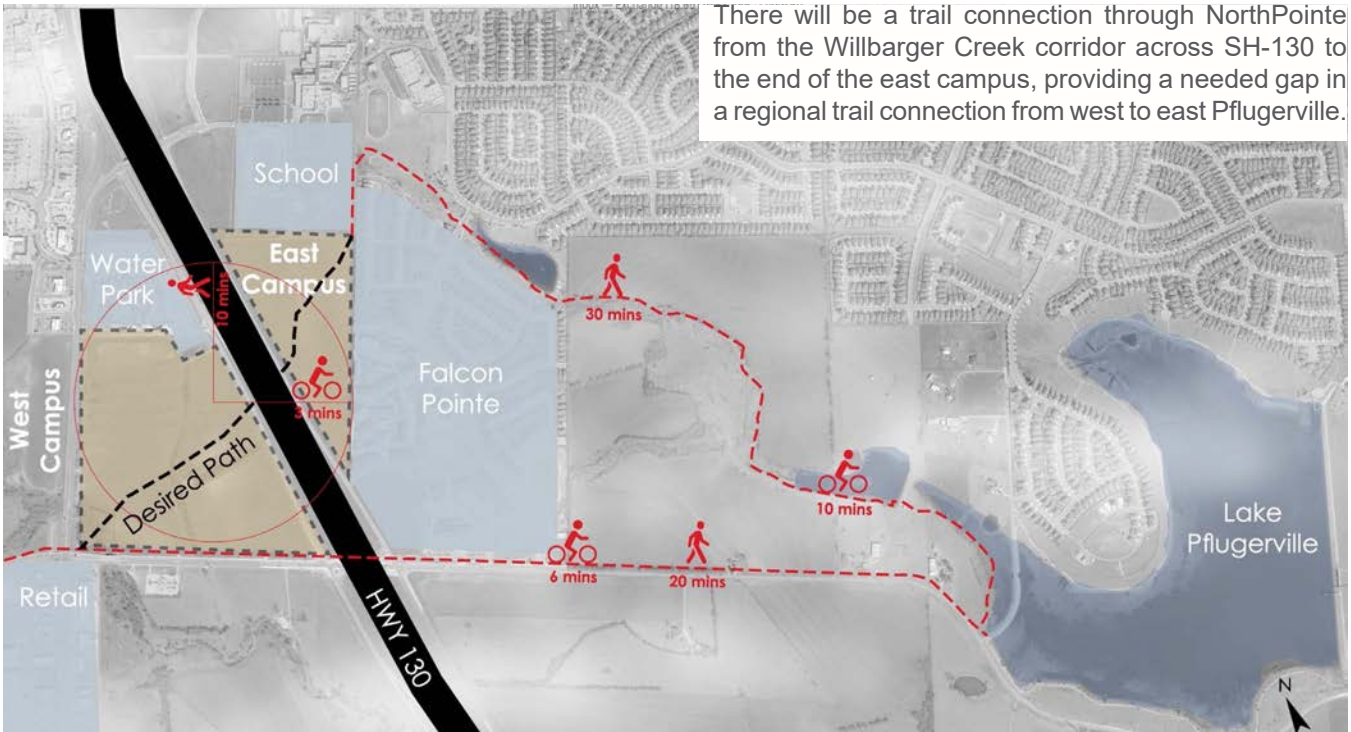 There will be a trail connection through NorthPointe
from the Willbarger Creek corridor across SH-130 to
the end of the east campus, providing a needed gap in
a regional trail connection from west to east Pflugerville.
School
East
Campus
Water
Park
10 mins
30 mins
Falcon
Pointe
3 mins
West
Campus
Desired Path
10 mins
Lake
Pflugerville
6 mins
20 mins
Retail
HWY 130
N